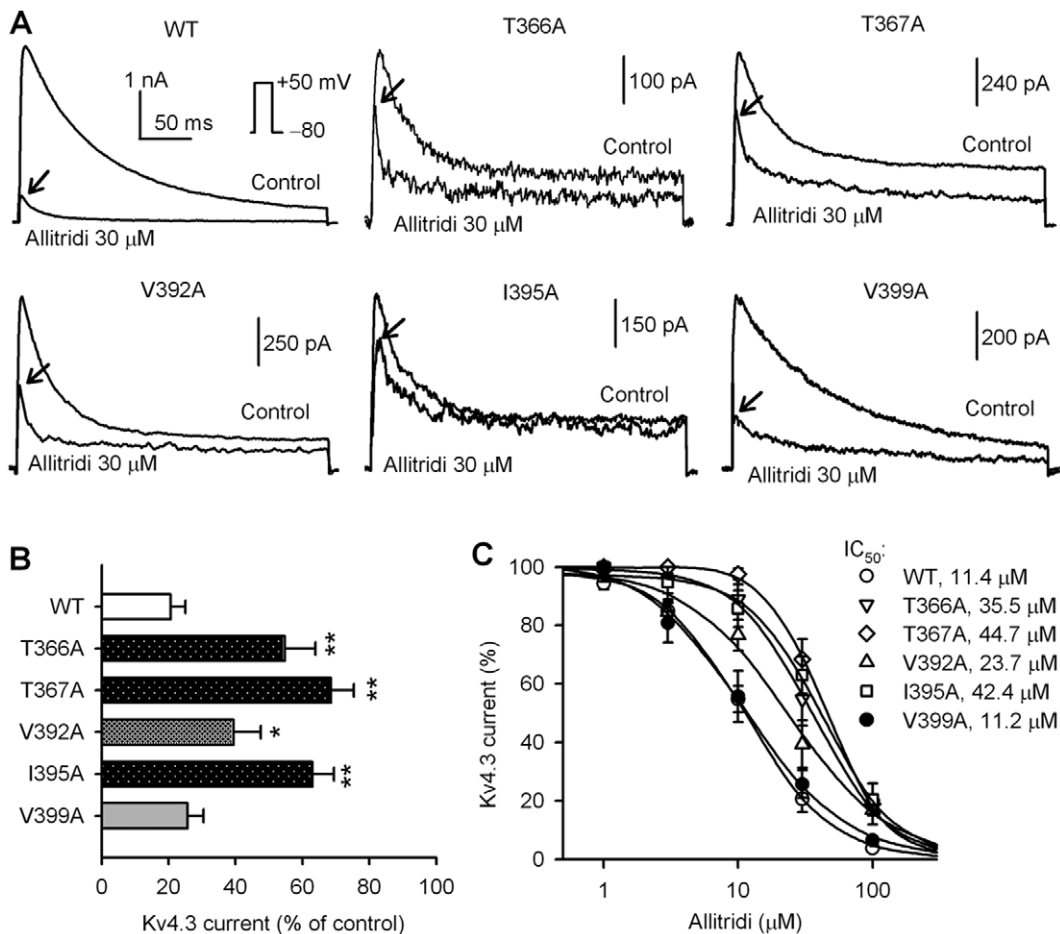 A
WT
1 nA
50 ms
+50 mV
−80
Control
Allitridi 30 μM
T366A
100 pA
Control
Allitridi 30 μM
T367A
240 pA
Control
Allitridi 30 μM
V392A
250 pA
Control
Allitridi 30 μM
I395A
150 pA
Control
Allitridi 30 μM
V399A
200 pA
Control
Allitridi 30 μM
B
WT
T366A
**
T367A
**
V392A
*
I395A
**
V399A
0 20 40 60 80 100
Kv4.3 current (% of control)
C
Kv4.3 current (%)
100
80
60
40
20
0
1 10 100
Allitridi (μM)
IC50:
WT, 11.4 μM
T366A, 35.5 μM
T367A, 44.7 μM
V392A, 23.7 μM
I395A, 42.4 μM
V399A, 11.2 μM